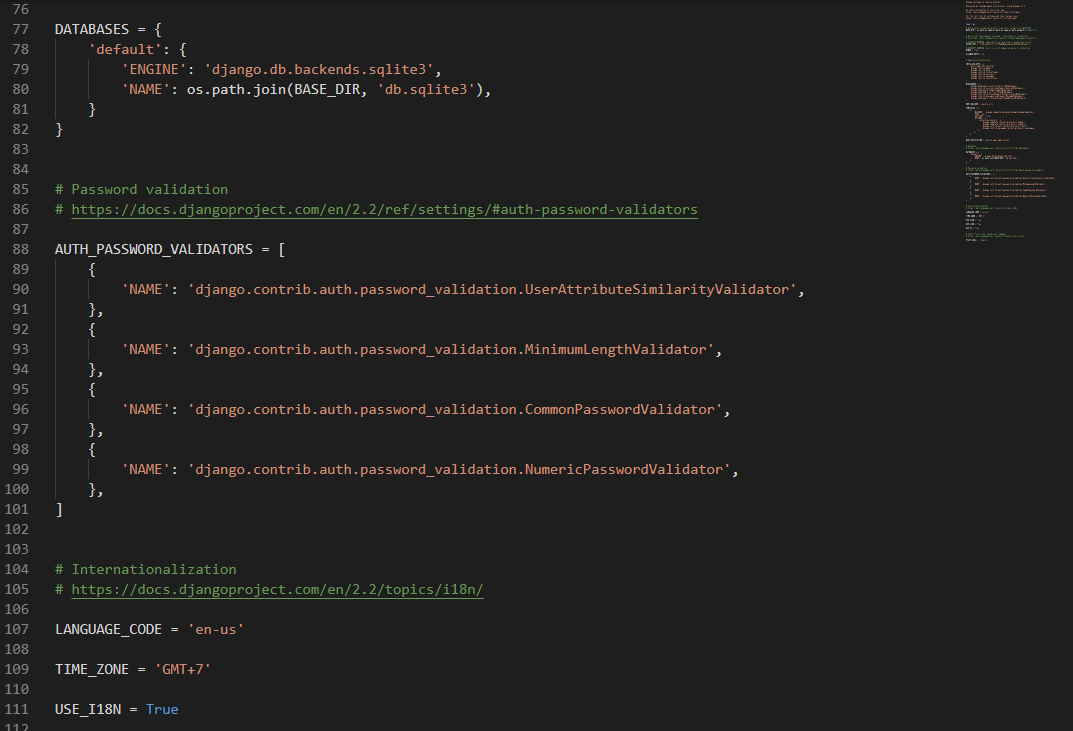 76
77 DATABASES = {
78     'default': {
79         'ENGINE': 'django.db.backends.sqlite3',
80         'NAME': os.path.join(BASE_DIR, 'db.sqlite3'),
81     }
82 }
83
84
85 # Password validation
86 # https://docs.djangoproject.com/en/2.2/ref/settings/#auth-password-validators
87
88 AUTH_PASSWORD_VALIDATORS = [
89     {
90         'NAME': 'django.contrib.auth.password_validation.UserAttributeSimilarityValidator',
91     },
92     {
93         'NAME': 'django.contrib.auth.password_validation.MinimumLengthValidator',
94     },
95     {
96         'NAME': 'django.contrib.auth.password_validation.CommonPasswordValidator',
97     },
98     {
99         'NAME': 'django.contrib.auth.password_validation.NumericPasswordValidator',
100     },
101 ]
102
103
104 # Internationalization
105 # https://docs.djangoproject.com/en/2.2/topics/i18n/
106
107 LANGUAGE_CODE = 'en-us'
108
109 TIME_ZONE = 'GMT+7'
110
111 USE_I18N = True
112